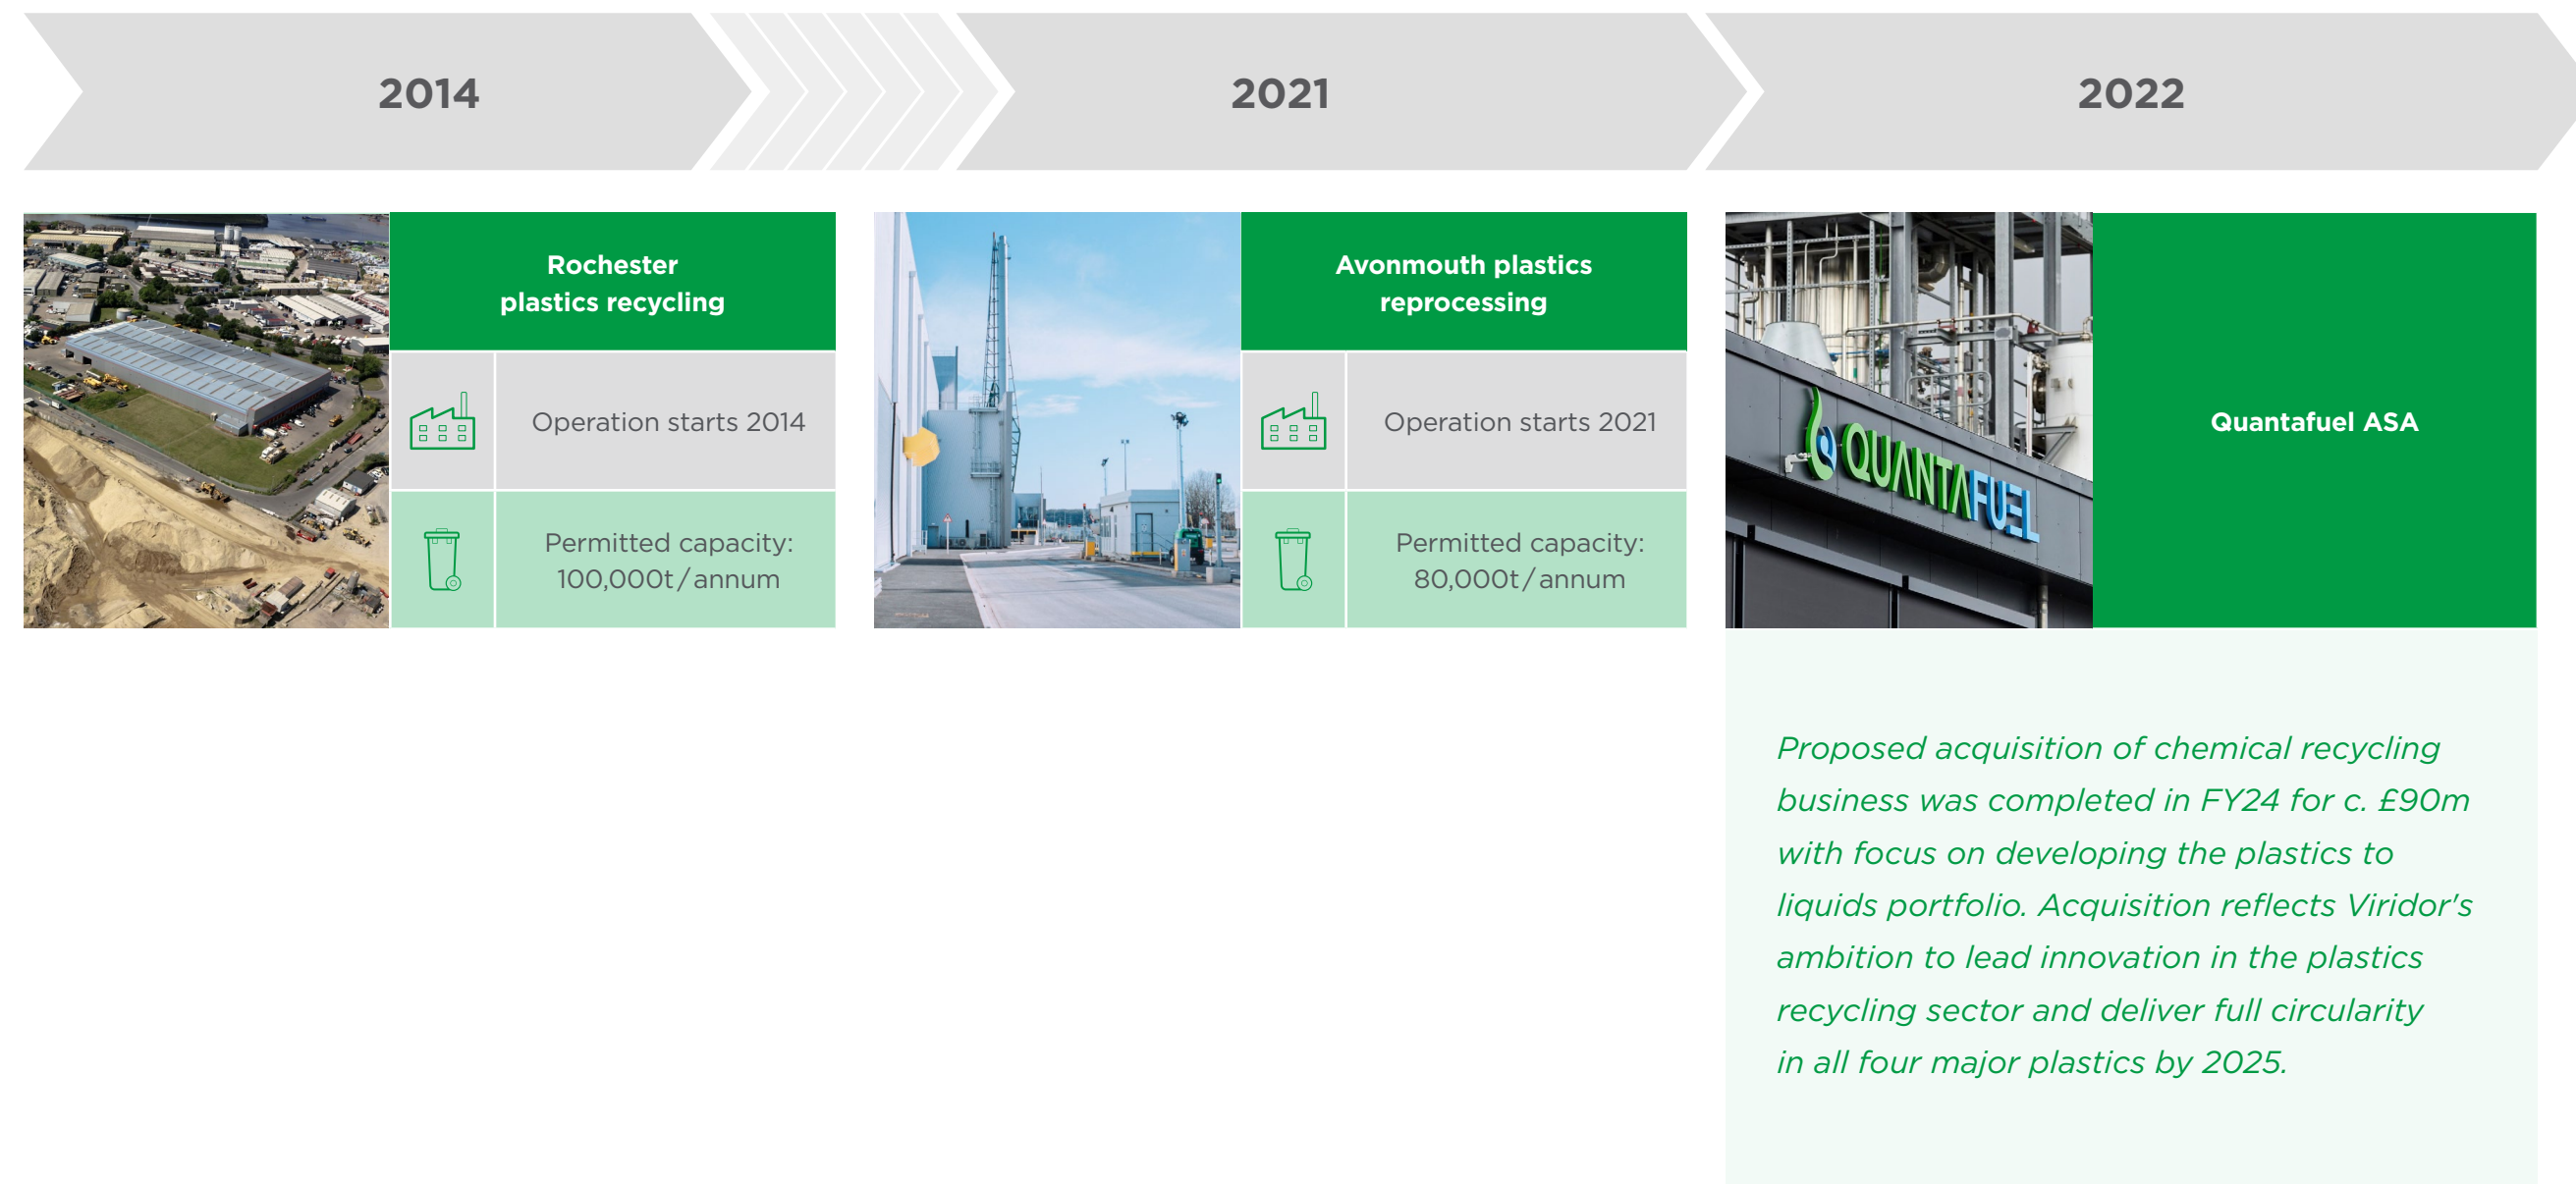 2014
2021
2022
Rochester
plastics recycling
Operation starts 2014
Permitted capacity:
100,000t/annum
Avonmouth plastics
reprocessing
Operation starts 2021
Permitted capacity:
80,000t/annum
QUANTAFUEL
Quantafuel ASA
Proposed acquisition of chemical recycling
business was completed in FY24 for c. £90m
with focus on developing the plastics to
liquids portfolio. Acquisition reflects Viridor's
ambition to lead innovation in the plastics
recycling sector and deliver full circularity
in all four major plastics by 2025.